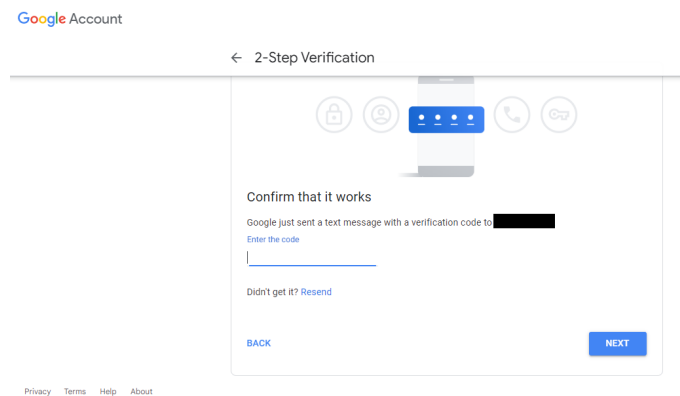 Google Account
← 2-Step Verification
Confirm that it works
Google just sent a text message with a verification code to
Enter the code
Didn't get it? Resend
BACK
NEXT
Privacy Terms Help About